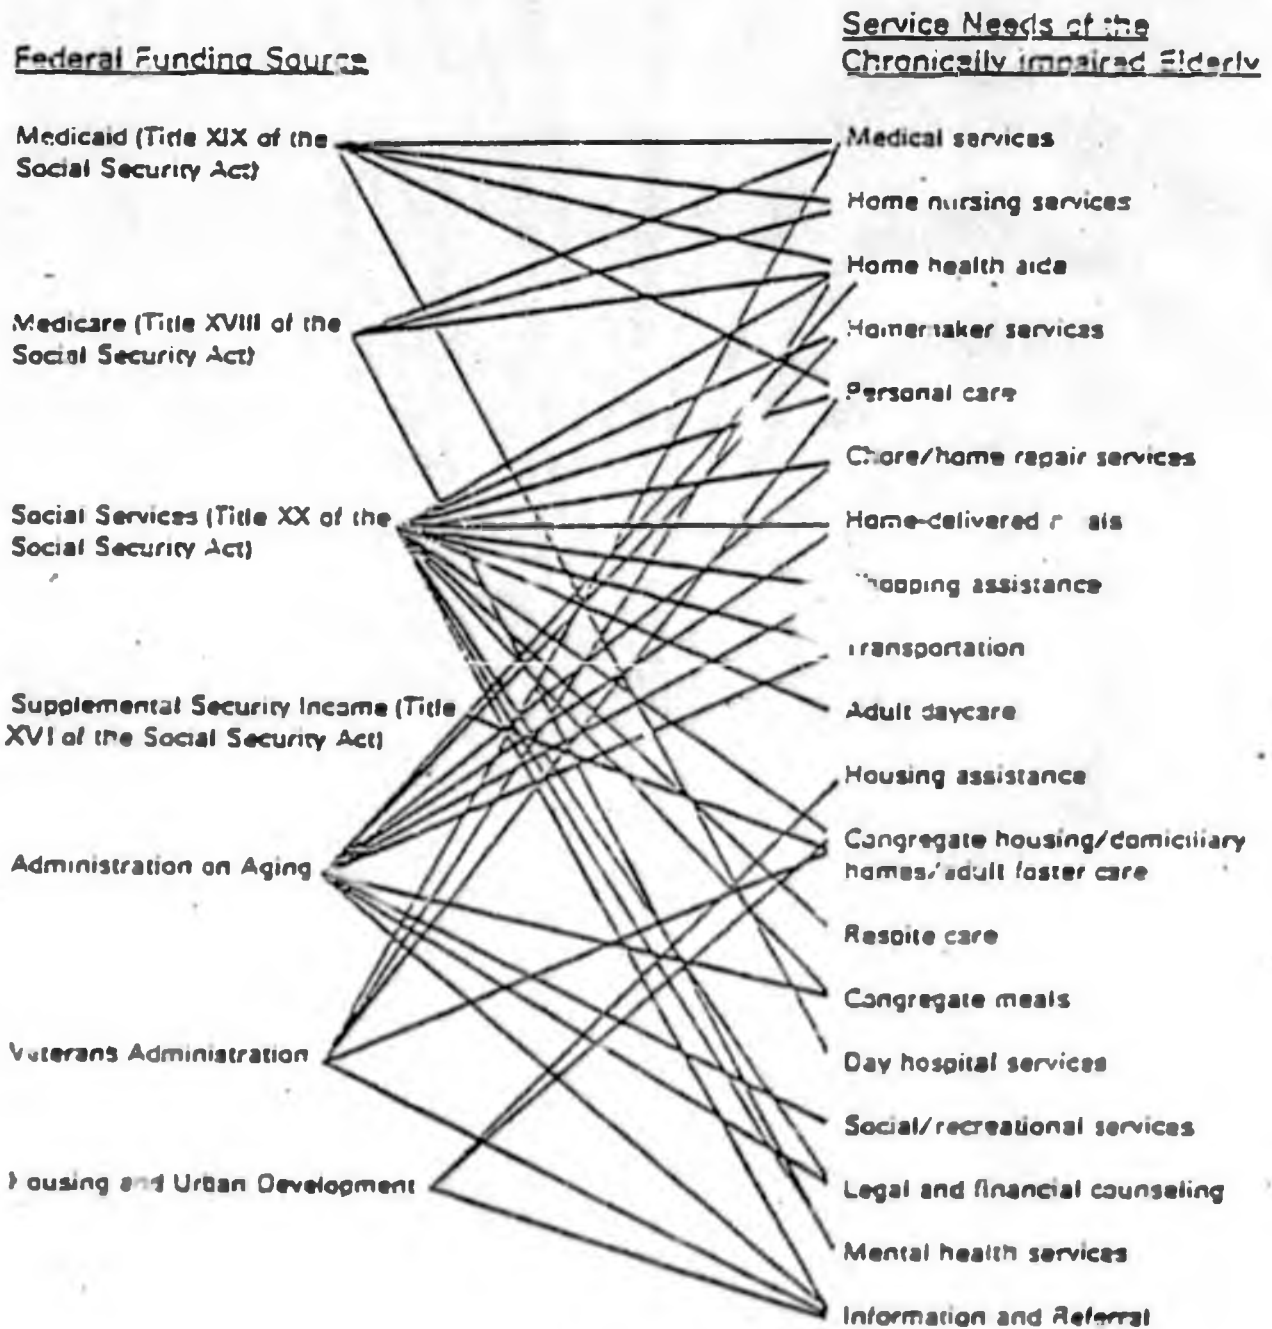 Federal Funding Source
Service Needs of the
Chronically Impaired Elderly
Medicaid (Title XIX of the
Social Security Act)
Medicare (Title XVIII of the
Social Security Act)
Social Services (Title XX of the
Social Security Act)
Supplemental Security Income (Title
XVI of the Social Security Act)
Administration on Aging
Veterans Administration
Housing and Urban Development
Medical services
Home nursing services
Home health aide
Homemaker services
Personal care
Chore/home repair services
Home-delivered
Shopping assistance
Transportation
Adult daycare
Housing assistance
Congregate housing/domiciliary
homes/adult foster care
Respite care
Congregate meals
Day hospital services
Social/recreational services
Legal and financial counseling
Mental health services
Information and Referral